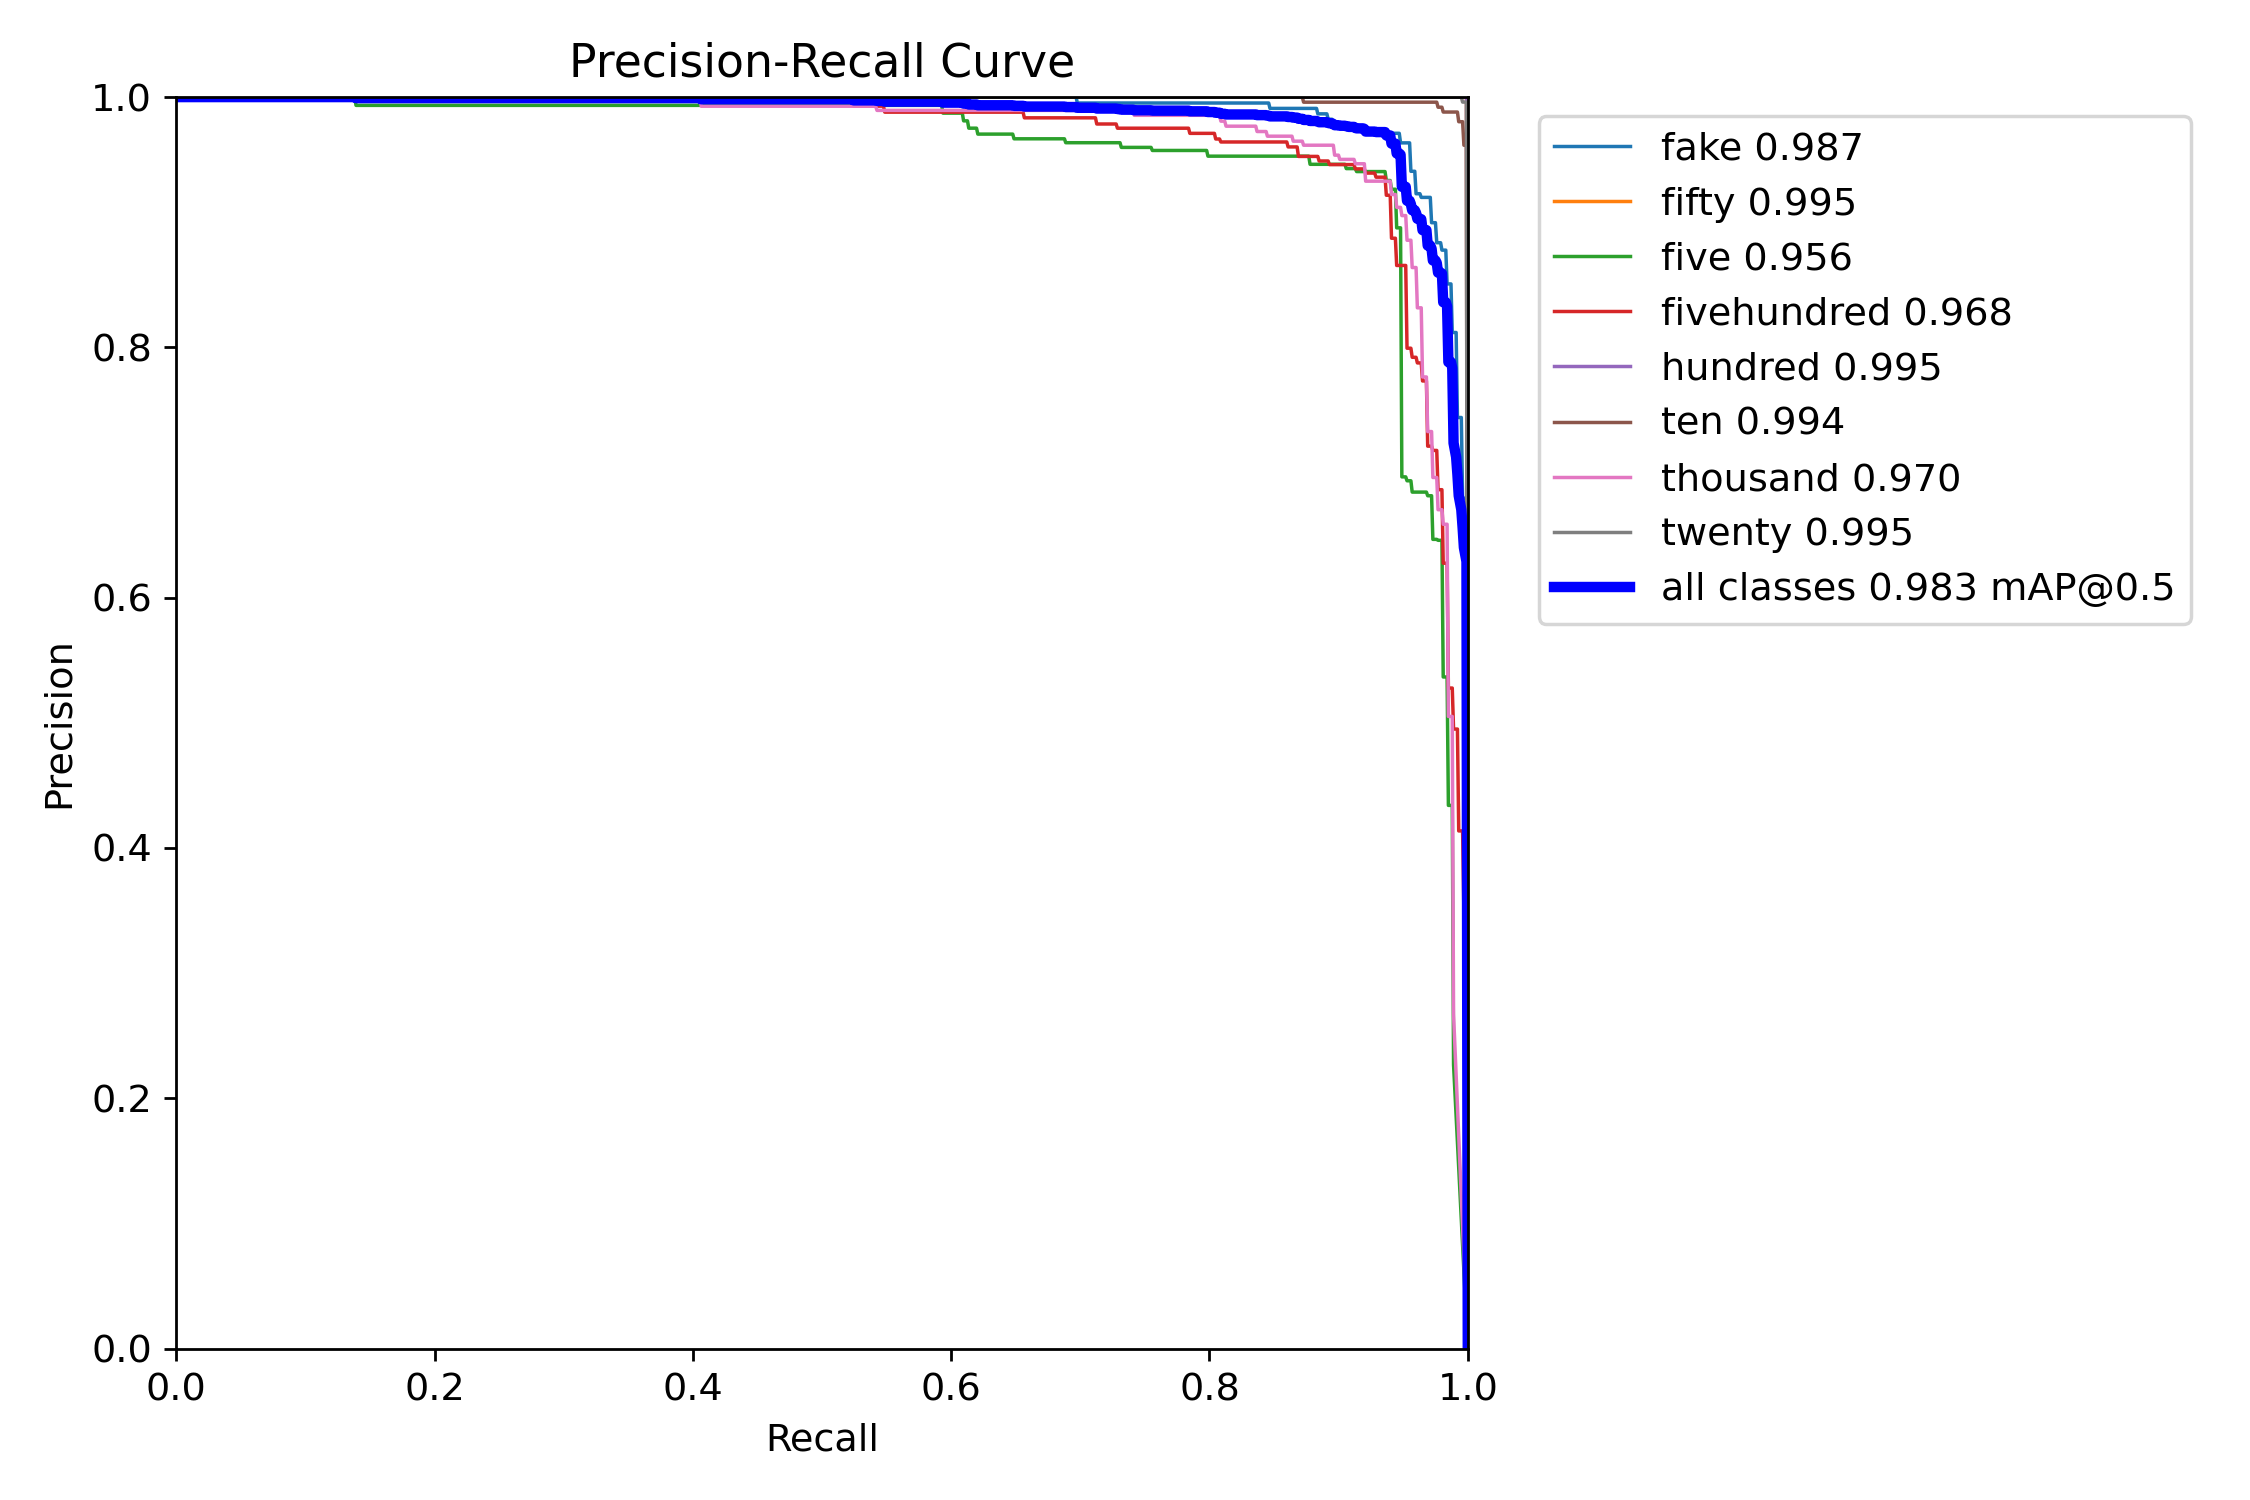 Precision-Recall Curve
1.0
0.8
0.6
0.4
0.2
0.0
Precision
0.0 0.2 0.4 0.6 0.8 1.0
Recall
fake 0.987
fifty 0.995
five 0.956
fivehundred 0.968
hundred 0.995
ten 0.994
thousand 0.970
twenty 0.995
all classes 0.983 mAP@0.5